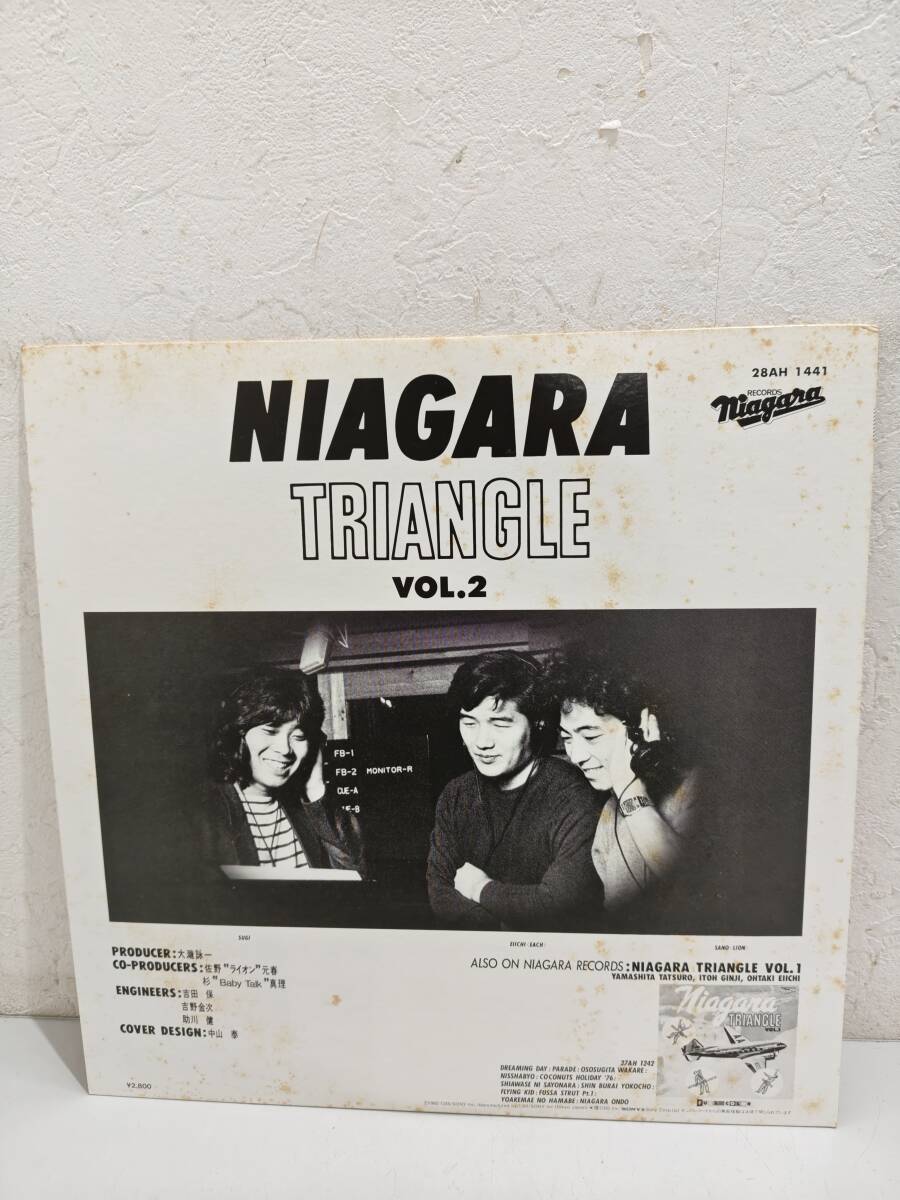 28AH 1441
RECORDS
Niagara
NIAGARA
TRIANGLE
VOL.2
FB-1
FB-2 MONITOR-R
CUE-A
SUGI
EIICHI (EACH)
SANO (LION)
PRODUCER:大瀧詠一
CO-PRODUCERS:佐野"ライオン"元春
杉"Baby Talk"真理
ENGINEERS:吉田 保
吉野金次
助川 健
COVER DESIGN:中山 泰
ALSO ON NIAGARA RECORDS:NIAGARA TRIANGLE VOL.1
YAMASHITA TATSURO, ITOH GINJI, OHTAKI EIICHI
Niagara
TRIANGLE
VOL.1
27AH 1242
DREAMING DAY: PARADE: OSOSUGITA WAKARE:
NISSHABYO: COCONUTS HOLIDAY '76:
SHIAWASE NI SAYONARA: SHIN BURAI YOKOCHO:
FLYING KID: FUSSA STRUT Pt.1:
YOAKEMAE NO HAMABE: NIAGARA ONDO
¥2,800